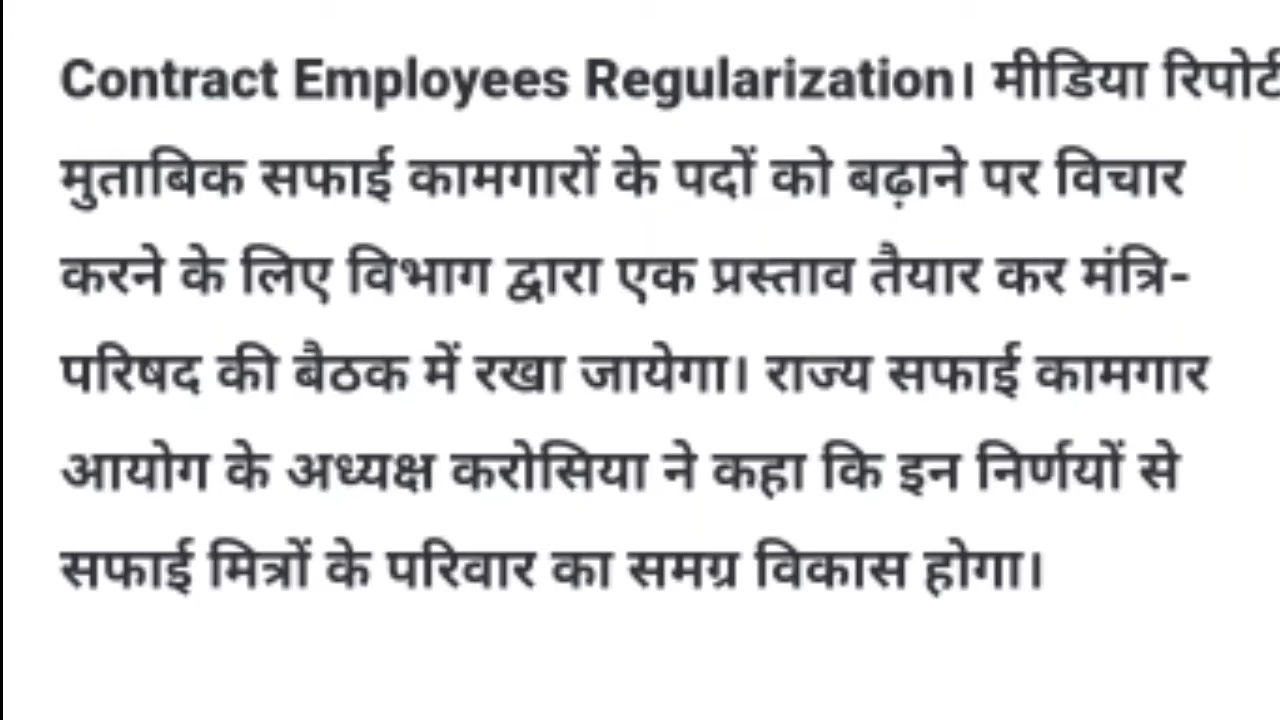 Contract Employees Regularization। मीडिया रिपोर्ट
मुताबिक सफाई कामगारों के पदों को बढ़ाने पर विचार
करने के लिए विभाग द्वारा एक प्रस्ताव तैयार कर मंत्रि-
परिषद की बैठक में रखा जायेगा। राज्य सफाई कामगार
आयोग के अध्यक्ष करोसिया ने कहा कि इन निर्णयों से
सफाई मित्रों के परिवार का समग्र विकास होगा।